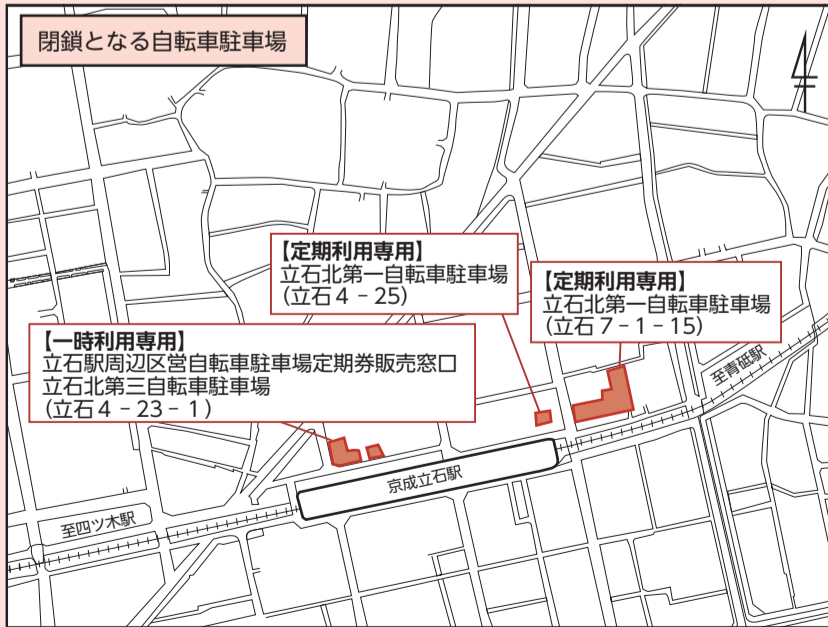 閉鎖となる自転車駐車場
【定期利用専用】
立石北第一自転車駐車場
(立石4‐25)
【定期利用専用】
立石北第一自転車駐車場
(立石7‐1‐15)
【一時利用専用】
立石駅周辺区営自転車駐車場定期券販売窓口
立石北第三自転車駐車場
(立石4‐23‐1)
至青砥駅
京成立石駅
至四ツ木駅